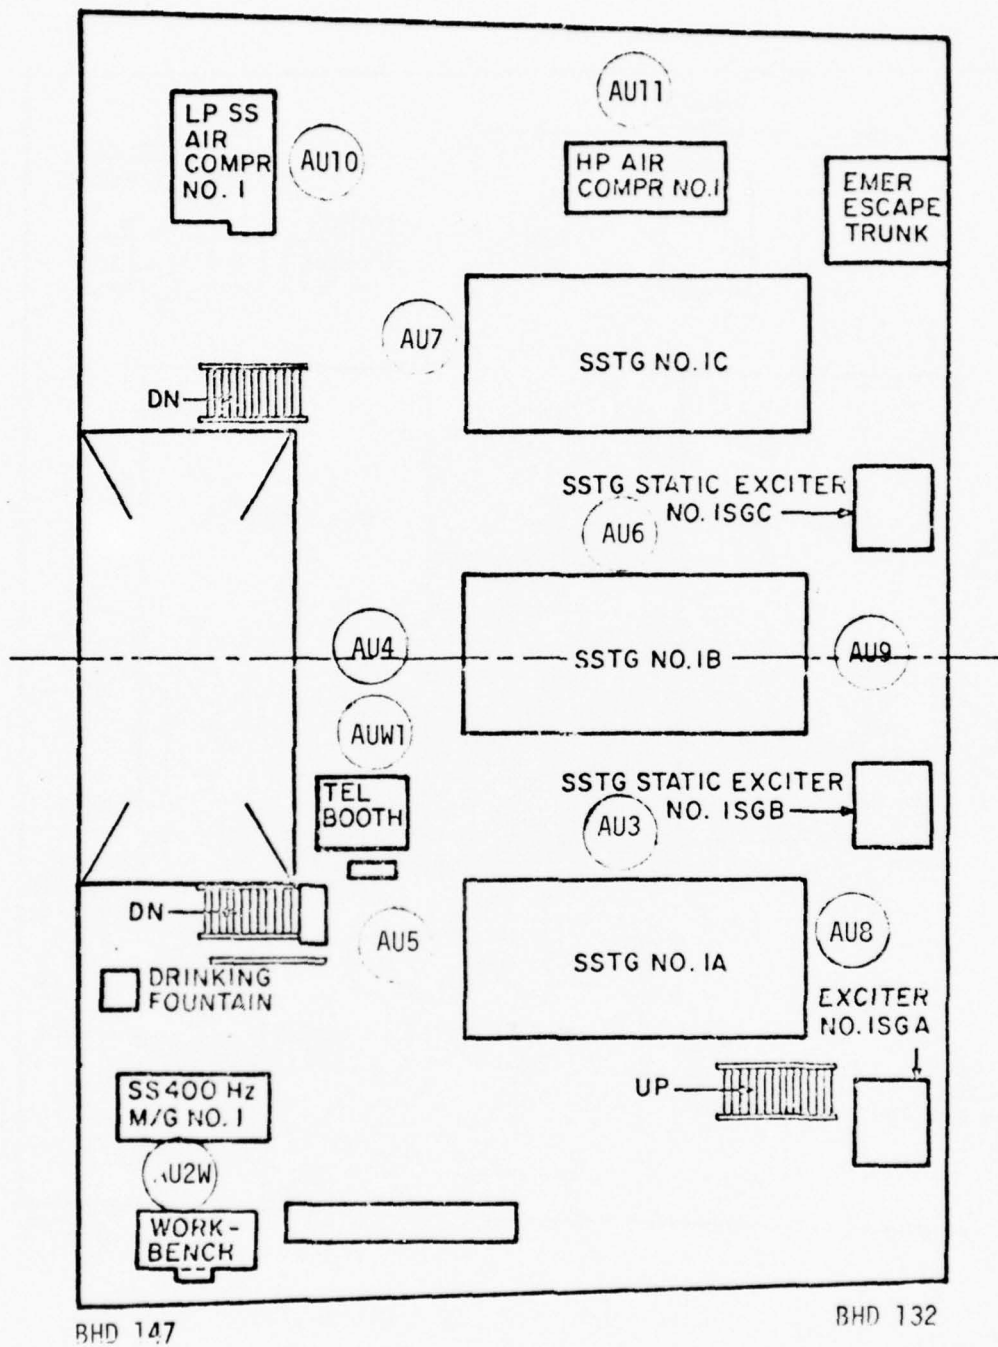 AU11
LP SS
AIR
COMPR
NO. 1
AU10
HP AIR
COMPR NO.1
EMER
ESCAPE
TRUNK
AU7
SSTG NO.1C
DN
SSTG STATIC EXCITER
NO. 1SGC
AU6
AU4
SSTG NO.1B
AU9
AUW1
TEL
BOOTH
SSTG STATIC EXCITER
NO. 1SGB
AU3
DN
AU5
AU8
SSTG NO. 1A
DRINKING
FOUNTAIN
EXCITER
NO.1SGA
SS400 Hz
M/G NO. 1
UP
AU2W
WORK-
BENCH
BHD 147
BHD 132